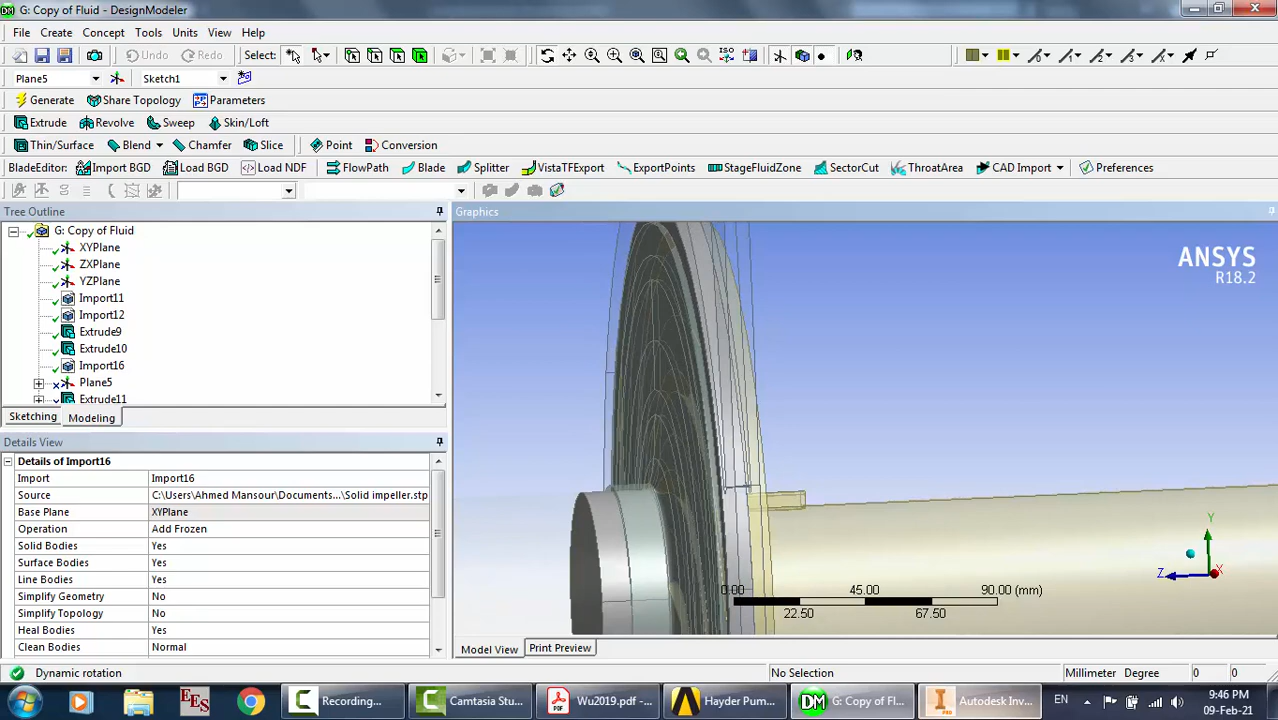 G: Copy of Fluid - DesignModeler
File Create Concept Tools Units View Help
Undo Redo Select:
Plane5 Sketch1
Generate Share Topology Parameters
Extrude Revolve Sweep Skin/Loft
Thin/Surface Blend Chamfer Slice Point Conversion
BladeEditor: Import BGD Load BGD Load NDF FlowPath Blade Splitter VistaTFExport ExportPoints StageFluidZone SectorCut ThroatArea CAD Import Preferences
Tree Outline
G: Copy of Fluid
XYPlane
ZXPlane
YZPlane
Import11
Import12
Extrude9
Extrude10
Import16
Plane5
Extrude11
Sketching Modeling
Details View
Details of Import16
Import Import16
Source C:\Users\Ahmed Mansour\Documents...\Solid impeller.stp
Base Plane XYPlane
Operation Add Frozen
Solid Bodies Yes
Surface Bodies Yes
Line Bodies Yes
Simplify Geometry No
Simplify Topology No
Heal Bodies Yes
Clean Bodies Normal
Graphics
ANSYS
R18.2
Y
Z X
0.00 45.00 90.00 (mm)
22.50 67.50
Model View Print Preview
Dynamic rotation No Selection Millimeter Degree 0 0
EES Recording... Camtasia Stu... Wu2019.pdf -... Hayder Pum... G: Copy of Fl... Autodesk Inv... EN 9:46 PM
09-Feb-21